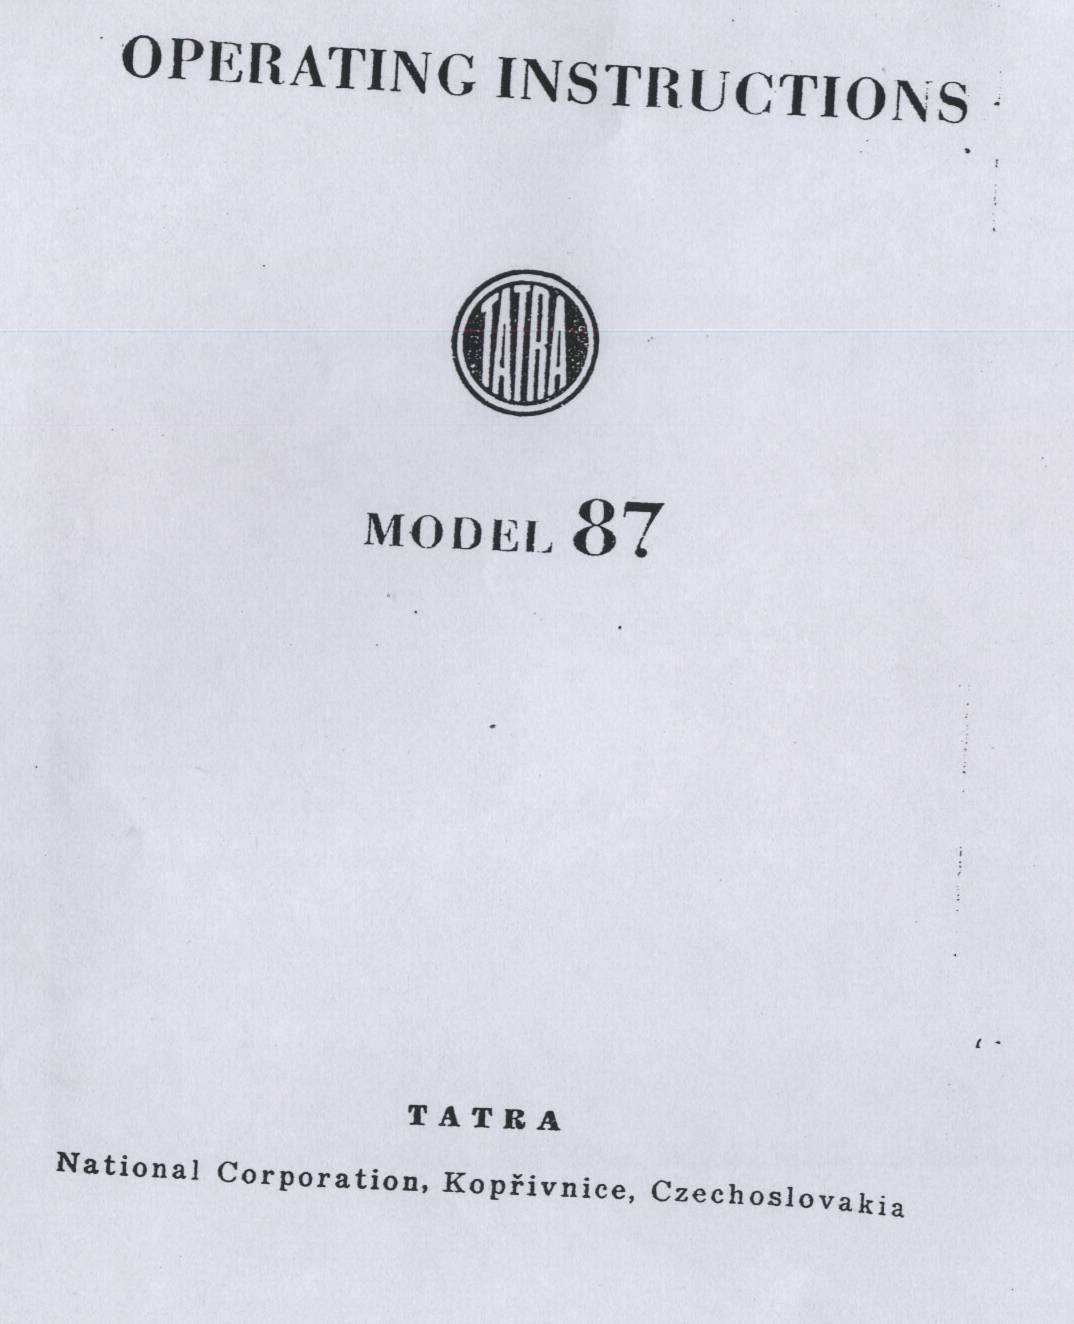 OPERATING INSTRUCTIONS
TATRA
MODEL 87
TATRA
National Corporation, Kopřivnice, Czechoslovakia